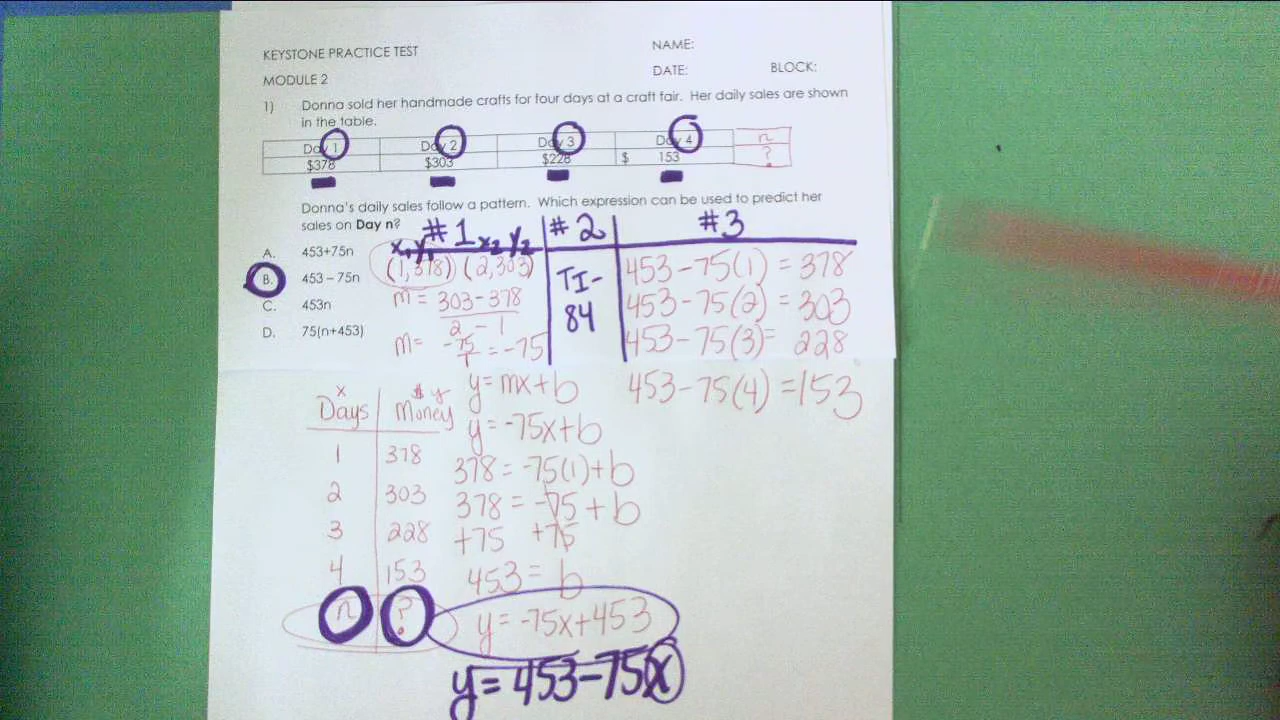 KEYSTONE PRACTICE TEST
NAME:
MODULE 2
DATE: BLOCK:
1) Donna sold her handmade crafts for four days at a craft fair. Her daily sales are shown
in the table.
Day 1 Day 2 Day 3 Day 4 n
$378 $303 $228 $ 153 ?
Donna's daily sales follow a pattern. Which expression can be used to predict her
sales on Day n?
A. 453+75n
B. 453 – 75n
C. 453n
D. 75(n+453)
#1
x₁ y₁ x₂ y₂
(1,378) (2,303)
m = 303-378
2 - 1
m= -75
1 = -75
y = mx + b
y = -75x+b
378 = -75(1)+b
378 = -75 + b
+75 +75
453 = b
y = -75x+453
y = 453-75(x)
#2
TI-
84
#3
453-75(1) = 378
453-75(2) = 303
453-75(3)= 228
453-75(4) =153
x $ y
Days Money
1 378
2 303
3 228
4 153
n ?